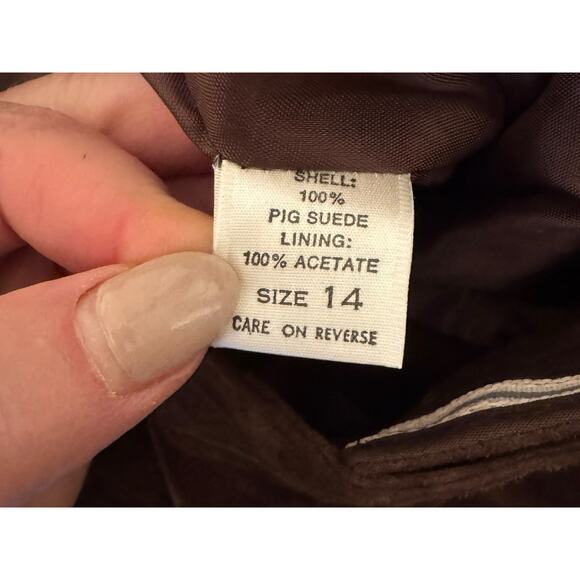 SHELL:
100%
PIG SUEDE
LINING:
100% ACETATE
SIZE 14
CARE ON REVERSE